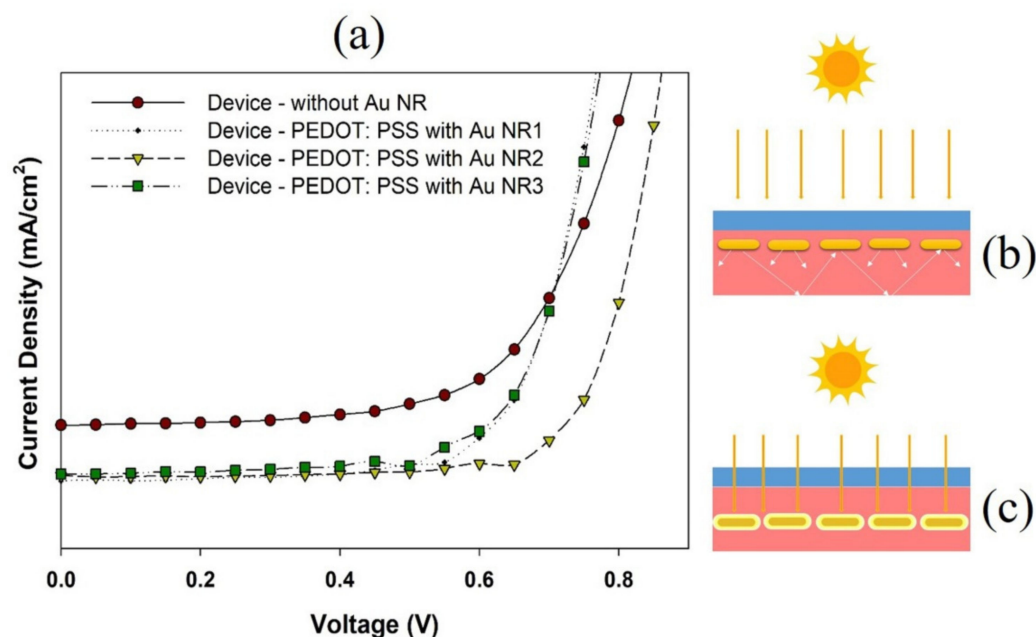 (a)
Device - without Au NR
Device - PEDOT: PSS with Au NR1
Device - PEDOT: PSS with Au NR2
Device - PEDOT: PSS with Au NR3
Current Density (mA/cm²)
0.0 0.2 0.4 0.6 0.8
Voltage (V)
(b)
(c)